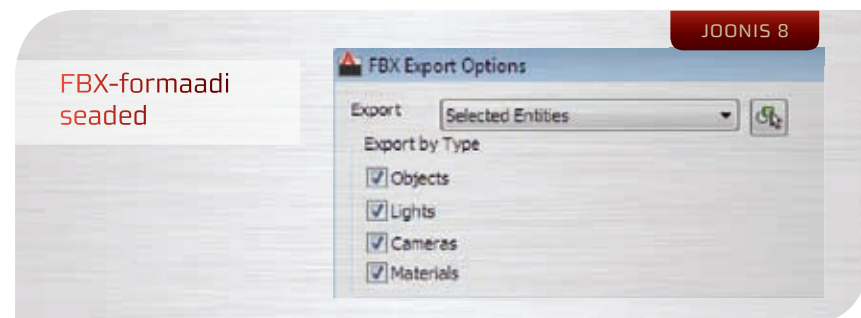 JOONIS 8
FBX-formaadi
seaded
FBX Export Options
Export Selected Entities
Export by Type
Objects
Lights
Cameras
Materials